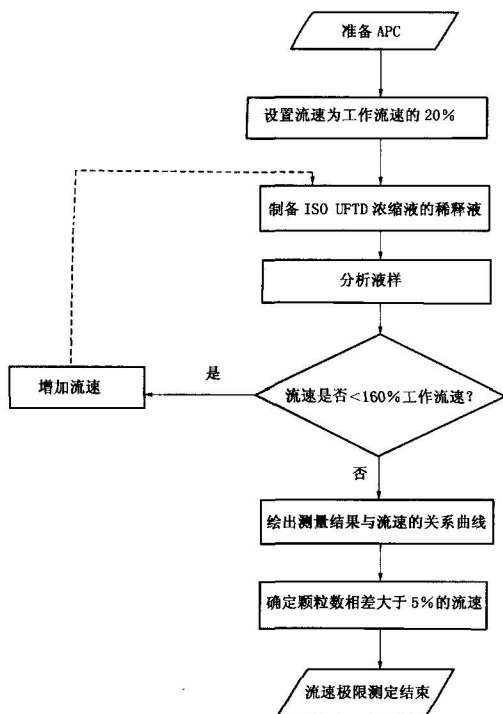 准备 APC
设置流速为工作流速的 20%
制备 ISO UFTD 浓缩液的稀释液
分析液样
流速是否<160%工作流速?
是
增加流速
否
绘出测量结果与流速的关系曲线
确定颗粒数相差大于 5%的流速
流速极限测定结束